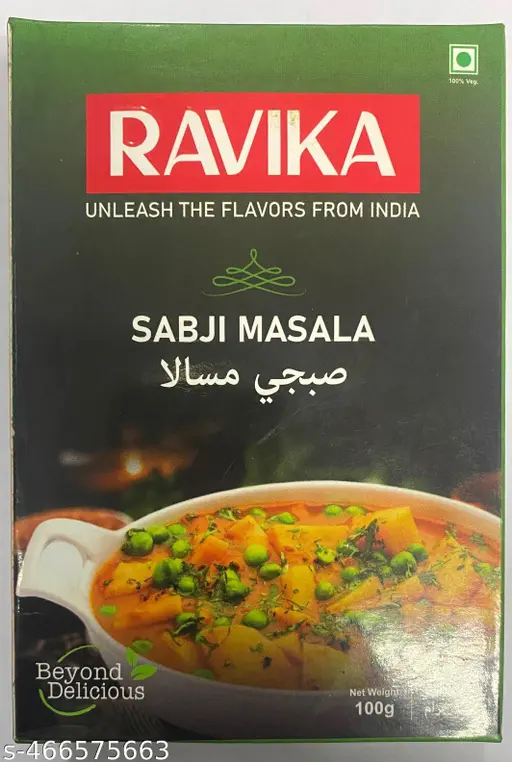 100% Veg.
RAVIKA
UNLEASH THE FLAVORS FROM INDIA
SABJI MASALA
صبجي مسالا
Beyond
Delicious
Net Weight
100g
s-466575663